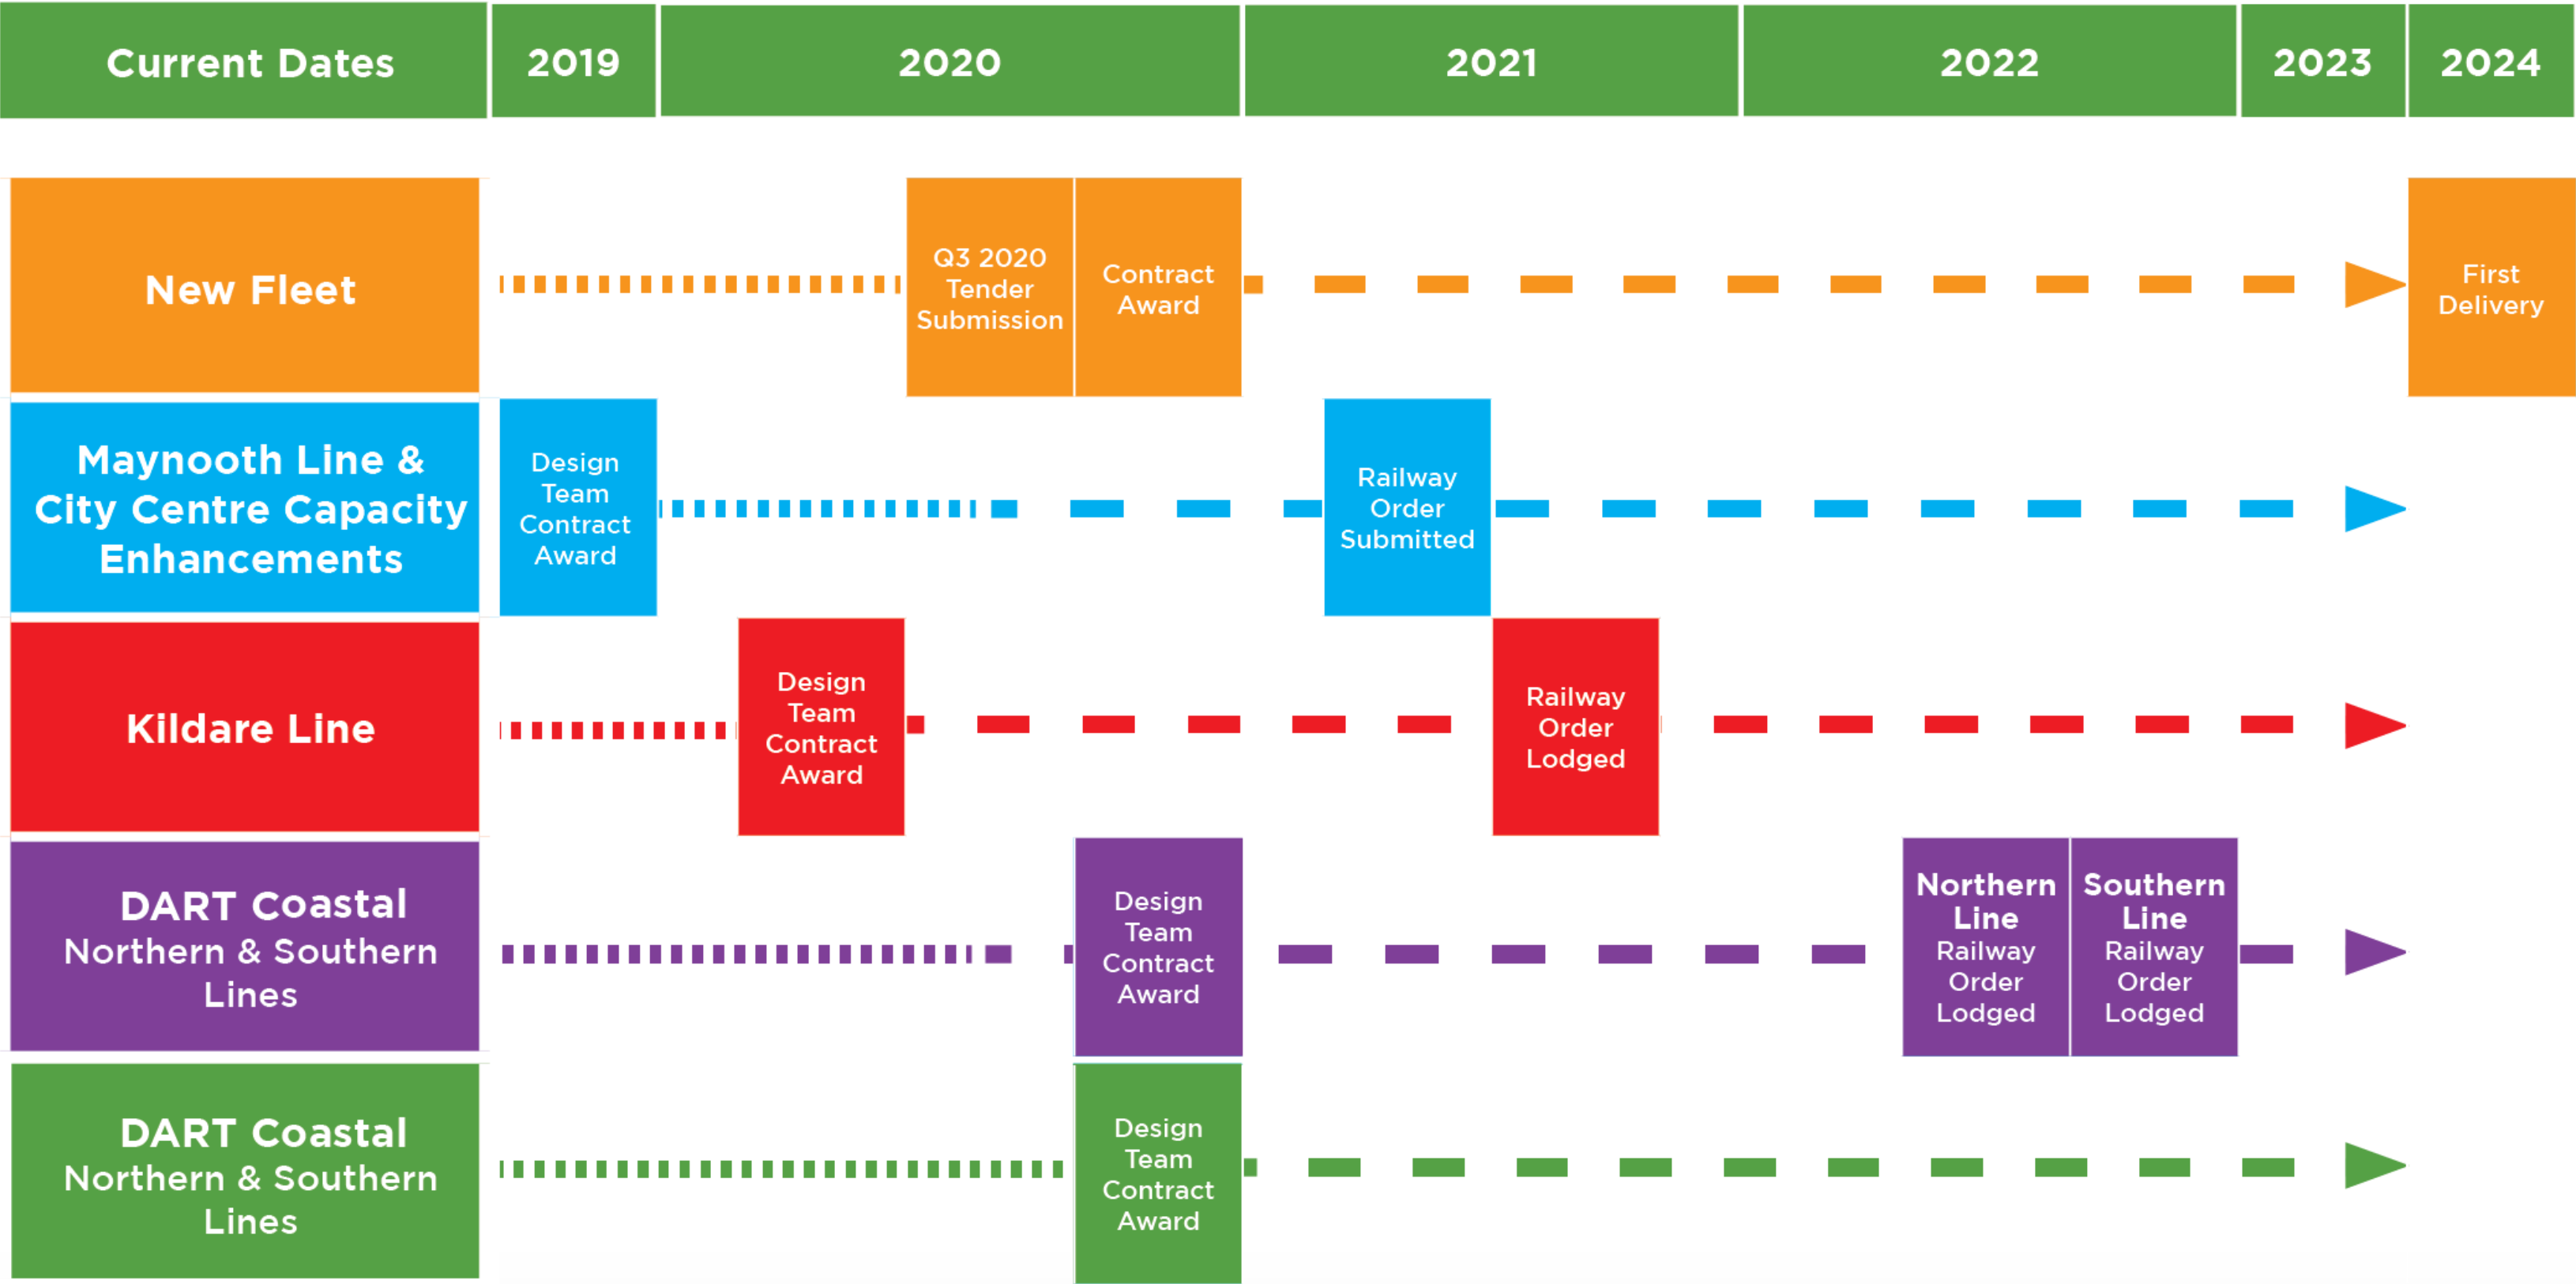 Current Dates
2019
2020
2021
2022
2023
2024
New Fleet
Q3 2020
Tender
Submission
Contract
Award
First
Delivery
Maynooth Line &
City Centre Capacity
Enhancements
Design
Team
Contract
Award
Railway
Order
Submitted
Kildare Line
Design
Team
Contract
Award
Railway
Order
Lodged
DART Coastal
Northern & Southern
Lines
Design
Team
Contract
Award
Northern
Line
Railway
Order
Lodged
Southern
Line
Railway
Order
Lodged
DART Coastal
Northern & Southern
Lines
Design
Team
Contract
Award